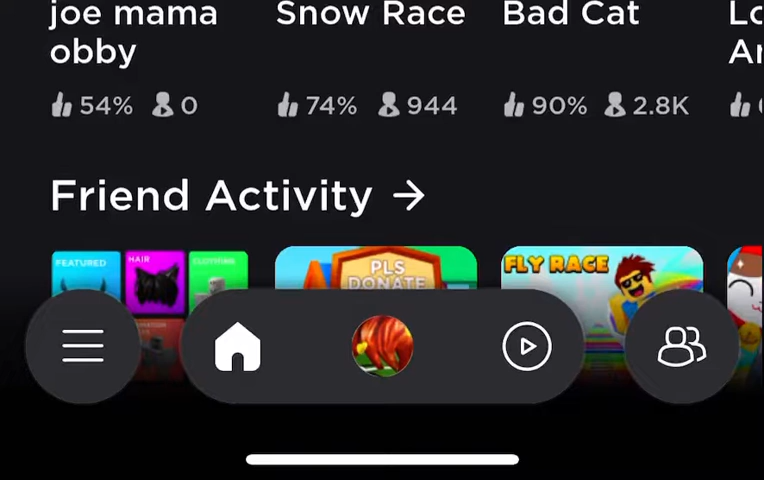 joe mama Snow Race Bad Cat
obby
54% 0 74% 944 90% 2.8K
Friend Activity →
FEATURED HAIR CLOTHING PLS FLY RACE
DONATE